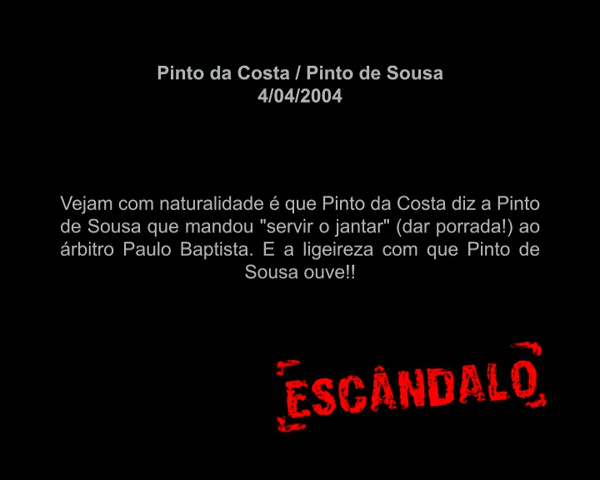 Pinto da Costa / Pinto de Sousa
4/04/2004
Vejam com naturalidade é que Pinto da Costa diz a Pinto
de Sousa que mandou "servir o jantar" (dar porrada!) ao
árbitro Paulo Baptista. E a ligeireza com que Pinto de
Sousa ouve!!
ESCÂNDALO